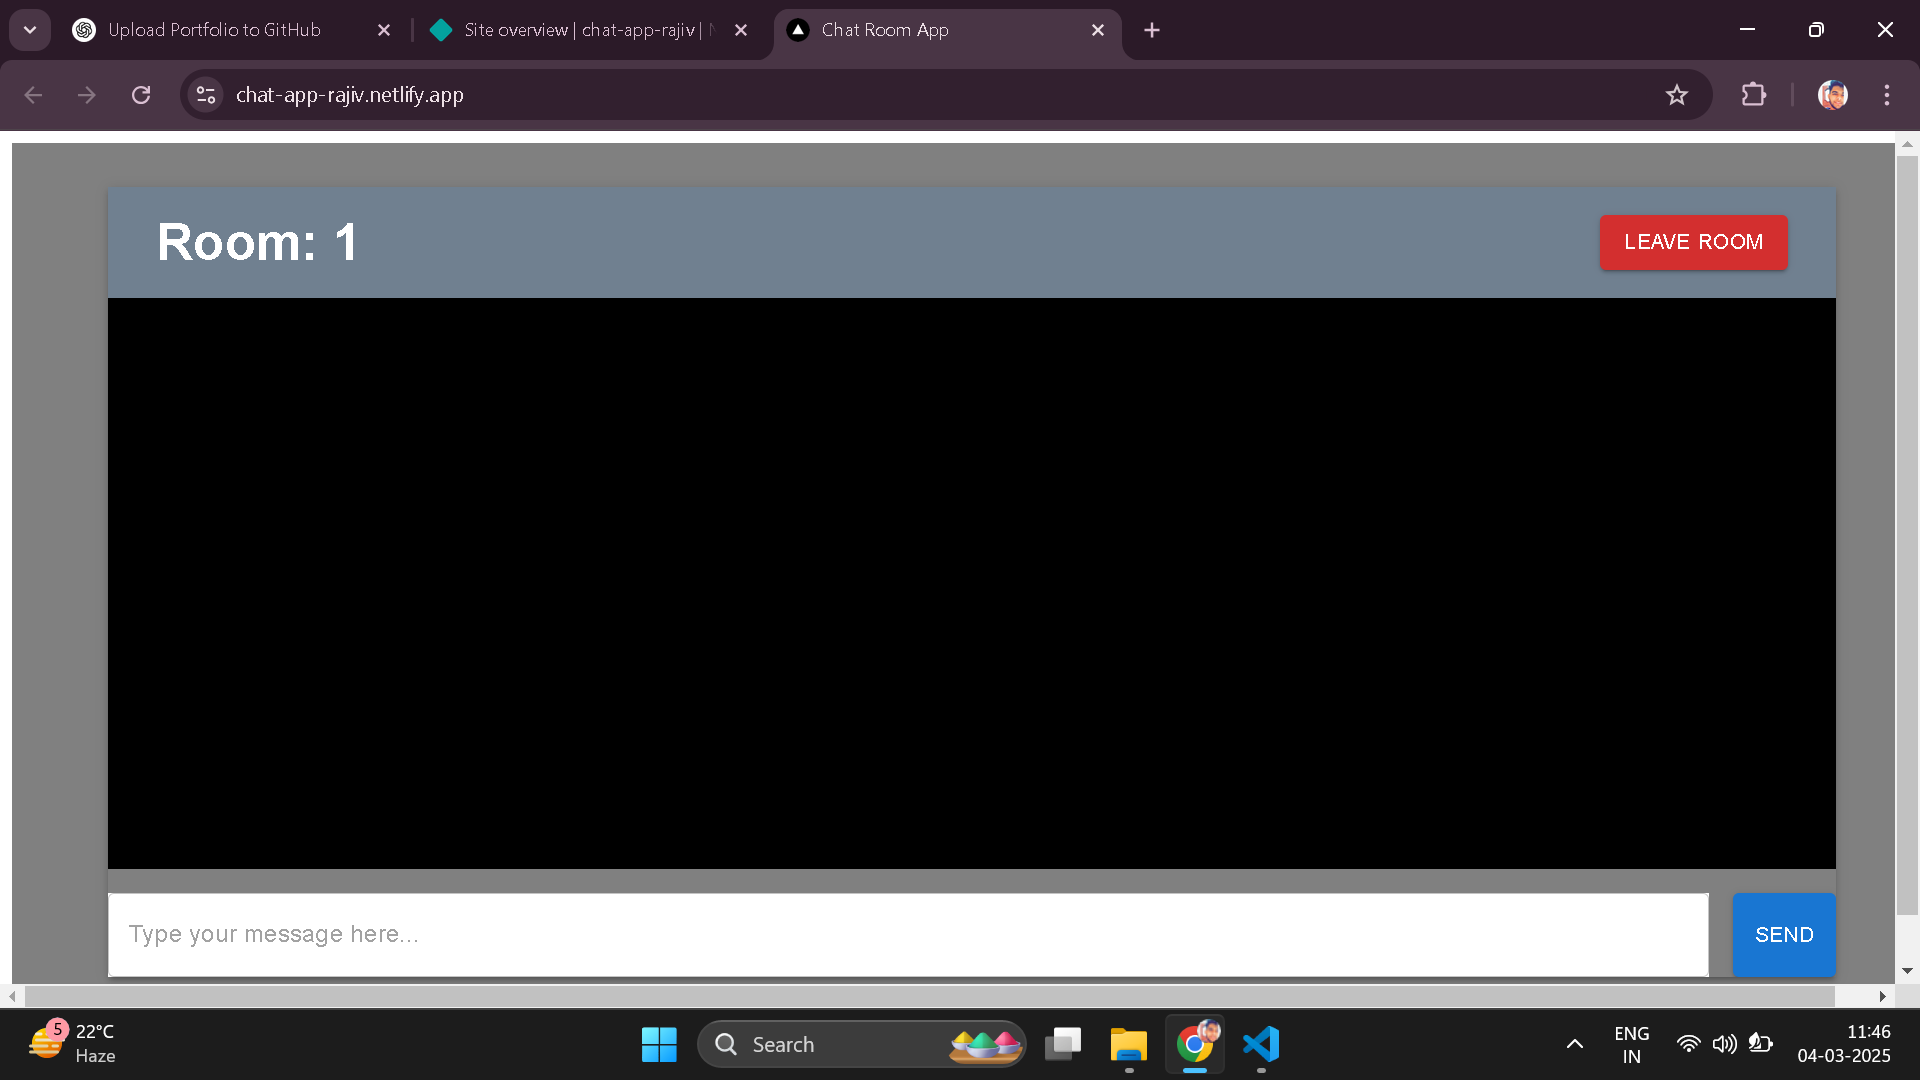 Upload Portfolio to GitHub
Site overview | chat-app-rajiv |
Chat Room App
chat-app-rajiv.netlify.app
Room: 1
LEAVE ROOM
Type your message here...
SEND
5
22°C
Haze
Search
ENG
IN
11:46
04-03-2025